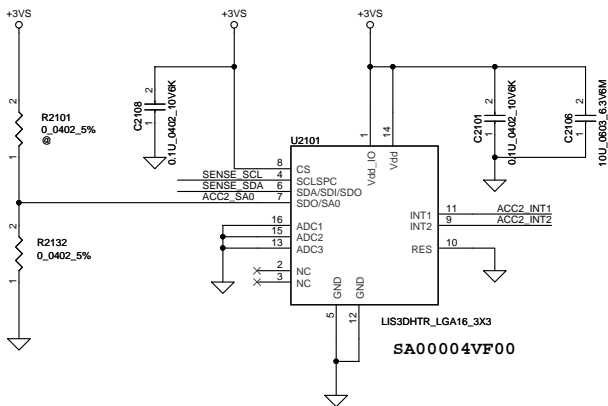 +3VS
+3VS
+3VS
2
R2101
0_0402_5%
@
1
2
C2108
1
0.1U_0402_10V6K
2
C2101
1
0.1U_0402_10V6K
2
C2106
1
10U_0603_6.3V6M
U2101
1
14
Vdd_IO
Vdd
8
CS
SENSE_SCL
4
SCLSPC
SENSE_SDA
6
SDA/SDI/SDO
ACC2_SA0
7
SDO/SA0
16
ADC1
15
ADC2
13
ADC3
2
NC
3
NC
INT1
11
ACC2_INT1
INT2
9
ACC2_INT2
RES
10
GND
GND
5
12
2
R2132
0_0402_5%
1
LIS3DHTR_LGA16_3X3
SA00004VF00